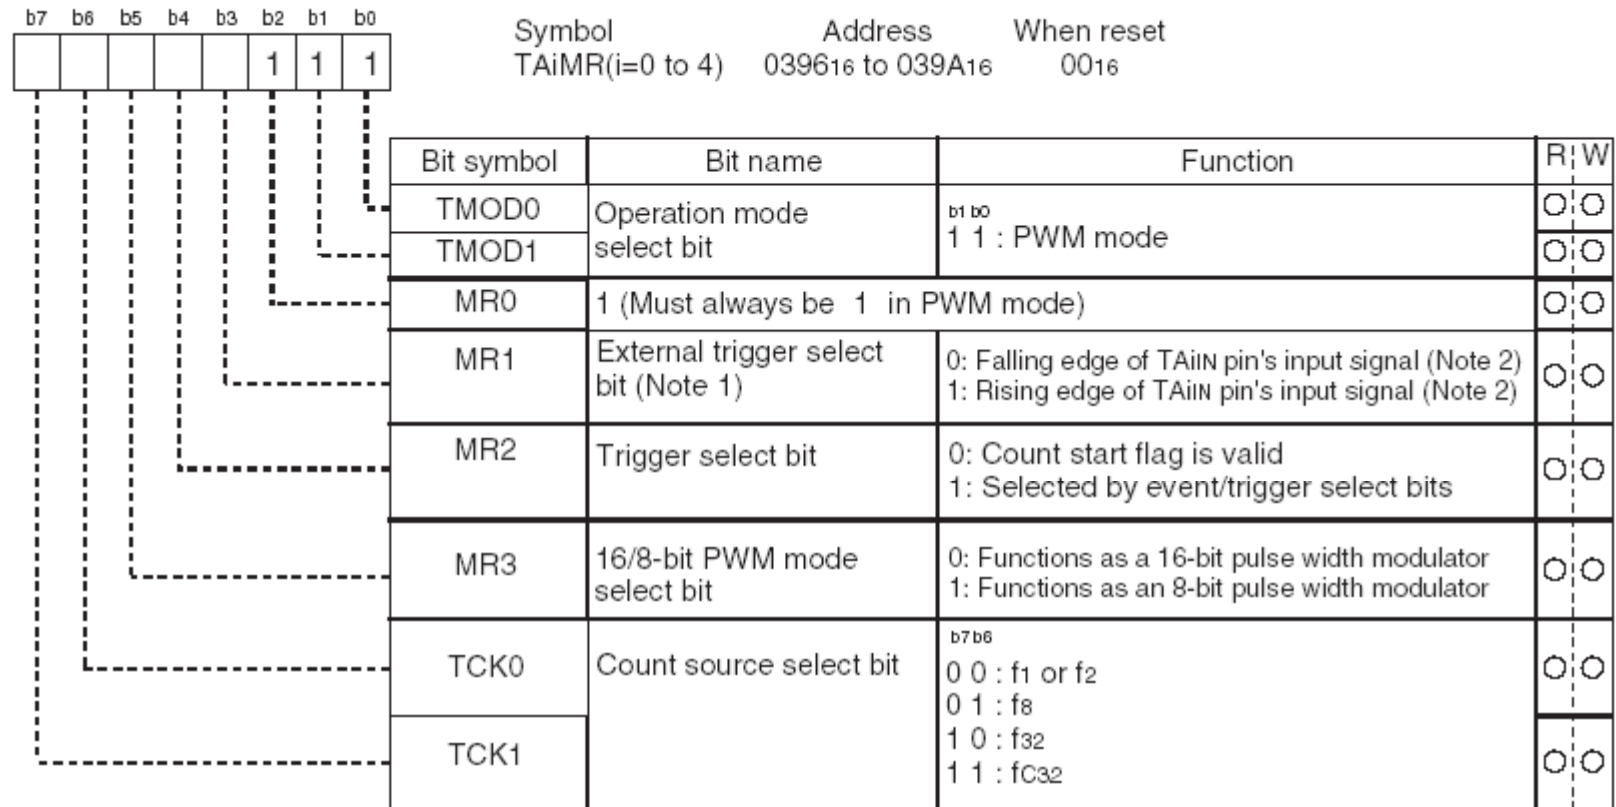 b7 b6 b5 b4 b3 b2 b1 b0
1 1 1
Symbol Address When reset
TAiMR(i=0 to 4) 039616 to 039A16 0016
Bit symbol Bit name Function R W
TMOD0 Operation mode
select bit
b1 b0
1 1 : PWM mode
TMOD1
MR0 1 (Must always be 1 in PWM mode)
MR1 External trigger select
bit (Note 1)
0: Falling edge of TAiIN pin's input signal (Note 2)
1: Rising edge of TAiIN pin's input signal (Note 2)
MR2 Trigger select bit
0: Count start flag is valid
1: Selected by event/trigger select bits
MR3 16/8-bit PWM mode
select bit
0: Functions as a 16-bit pulse width modulator
1: Functions as an 8-bit pulse width modulator
TCK0 Count source select bit
b7 b6
0 0 : f1 or f2
0 1 : f8
1 0 : f32
1 1 : fC32
TCK1